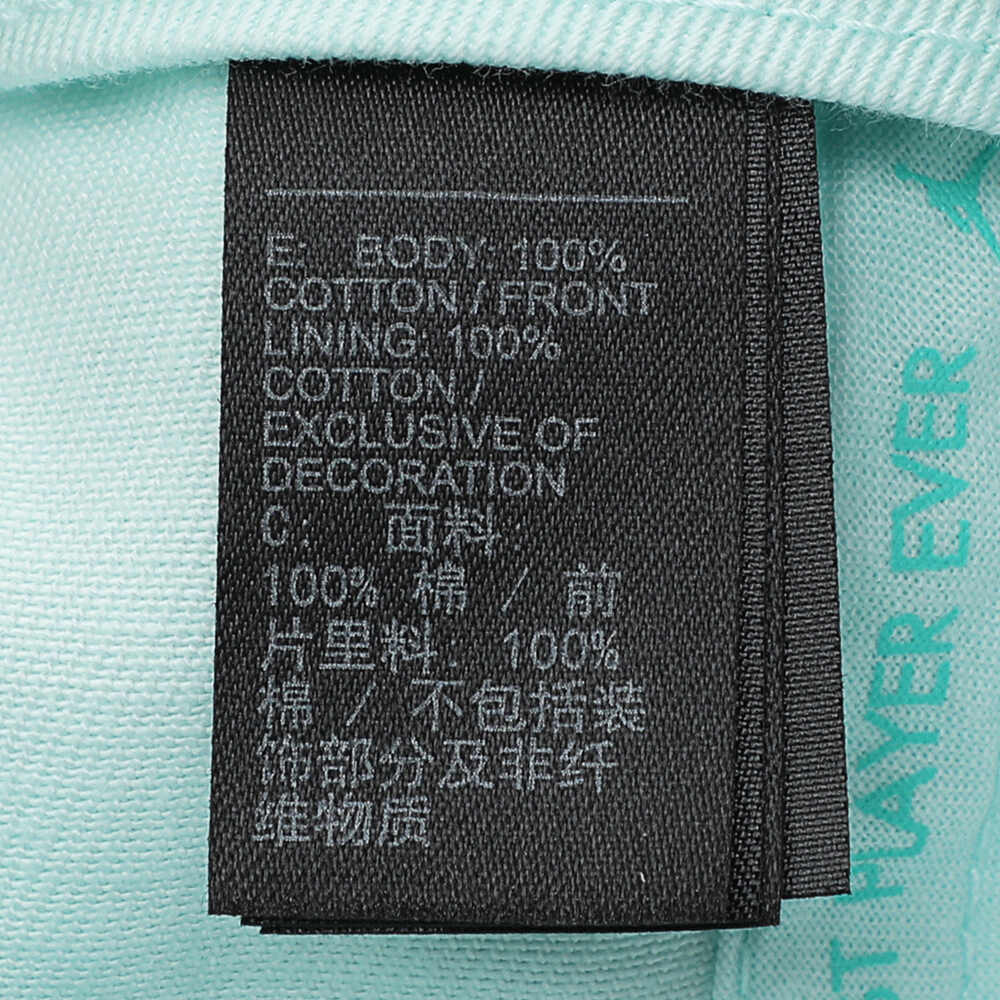 E: BODY: 100%
COTTON / FRONT
LINING: 100%
COTTON /
EXCLUSIVE OF
DECORATION
C: 面料:
100% 棉 / 前
片里料: 100%
棉 / 不包括装
饰部分及非纤
维物质
T PLAYER EVER